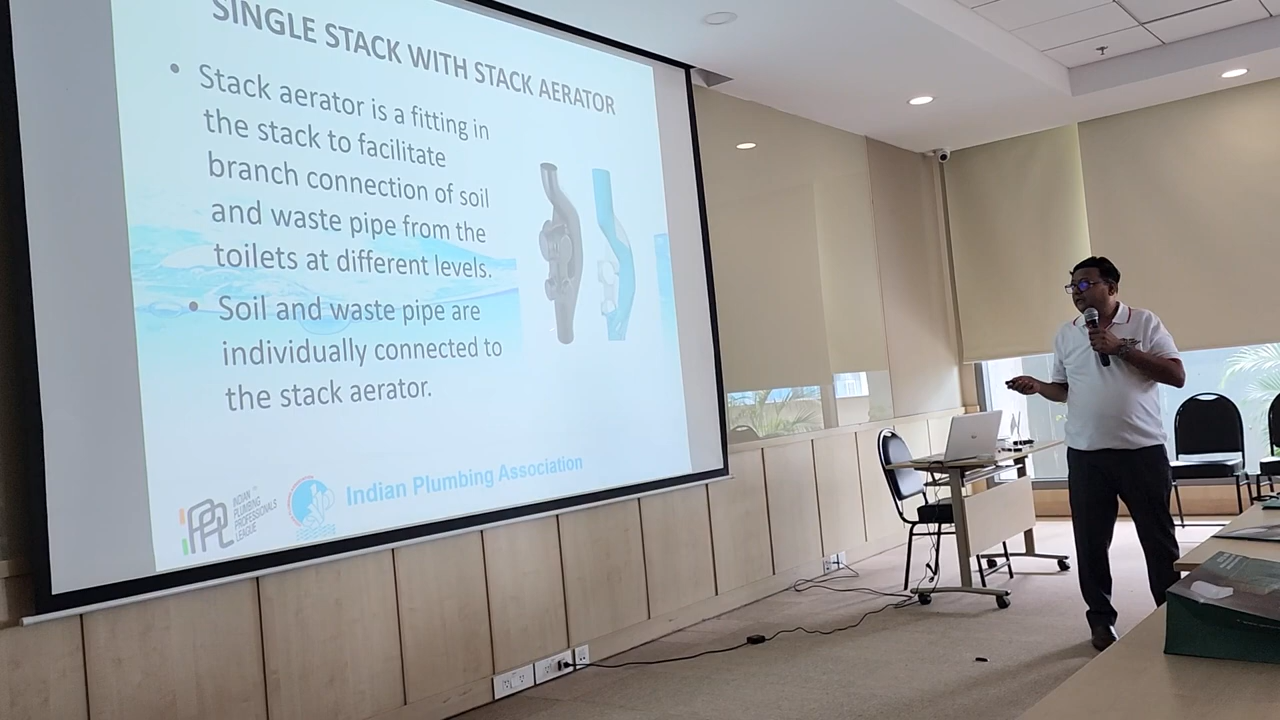 SINGLE STACK WITH STACK AERATOR
• Stack aerator is a fitting in
the stack to facilitate
branch connection of soil
and waste pipe from the
toilets at different levels.
• Soil and waste pipe are
individually connected to
the stack aerator.
IPPL
INDIAN
PLUMBING
PROFESSIONALS
LEAGUE
Indian Plumbing Association